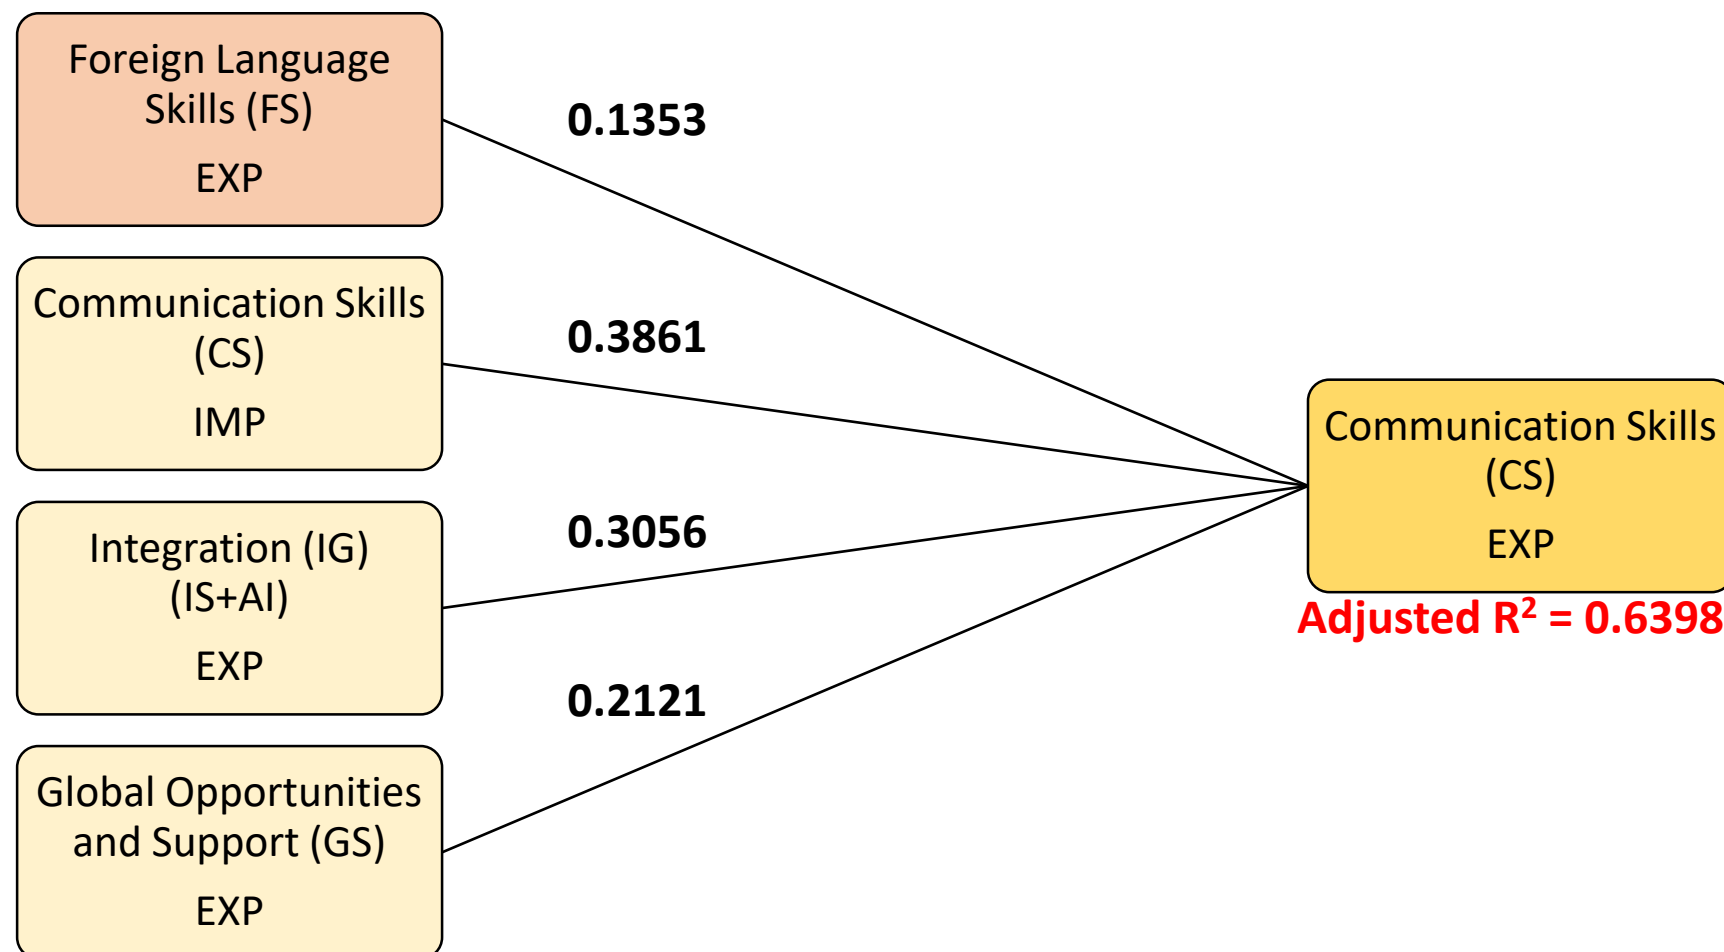 Foreign Language
Skills (FS)
EXP
0.1353
Communication Skills
(CS)
IMP
0.3861
Integration (IG)
(IS+AI)
EXP
0.3056
Global Opportunities
and Support (GS)
EXP
0.2121
Communication Skills
(CS)
EXP
Adjusted R² = 0.6398